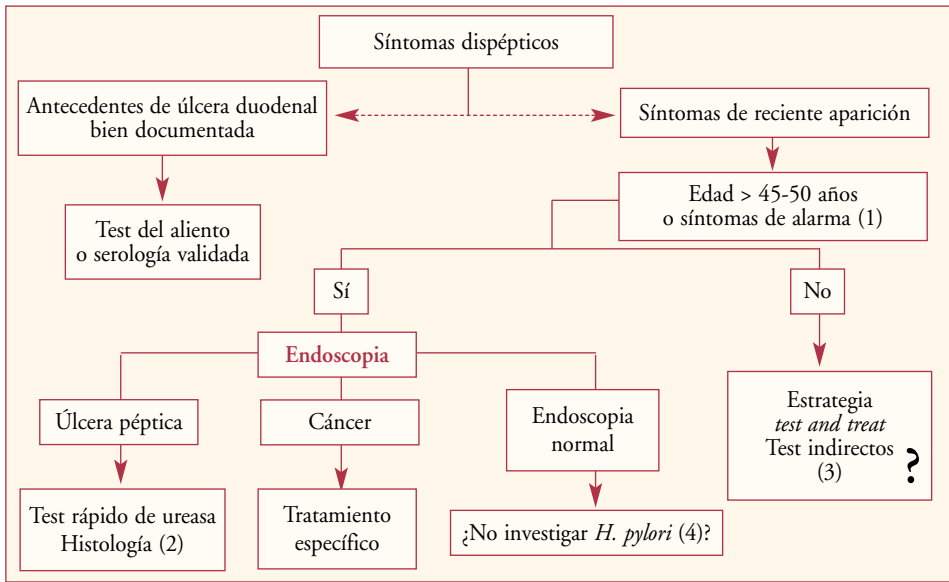 Síntomas dispépticos
Antecedentes de úlcera duodenal
bien documentada
Síntomas de reciente aparición
Test del aliento
o serología validada
Edad > 45-50 años
o síntomas de alarma (1)
Sí
No
Endoscopia
Úlcera péptica
Cáncer
Endoscopia
normal
Estrategia
test and treat
Test indirectos
(3)
?
Test rápido de ureasa
Histología (2)
Tratamiento
específico
¿No investigar H. pylori (4)?